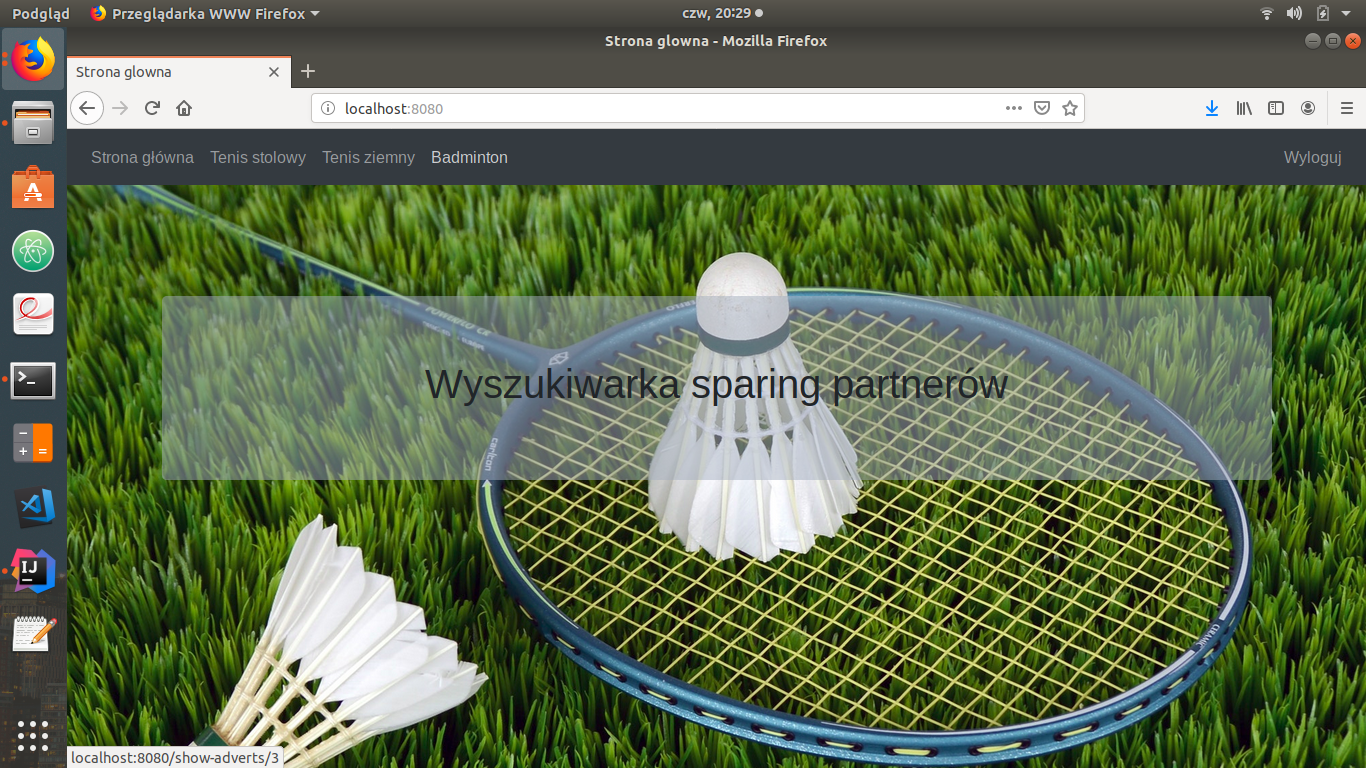 Podgląd Przeglądarka WWW Firefox czw, 20:29
Strona glowna - Mozilla Firefox
Strona glowna
localhost:8080
Strona główna Tenis stolowy Tenis ziemny Badminton Wyloguj
Wyszukiwarka sparing partnerów
carlton
localhost:8080/show-adverts/3